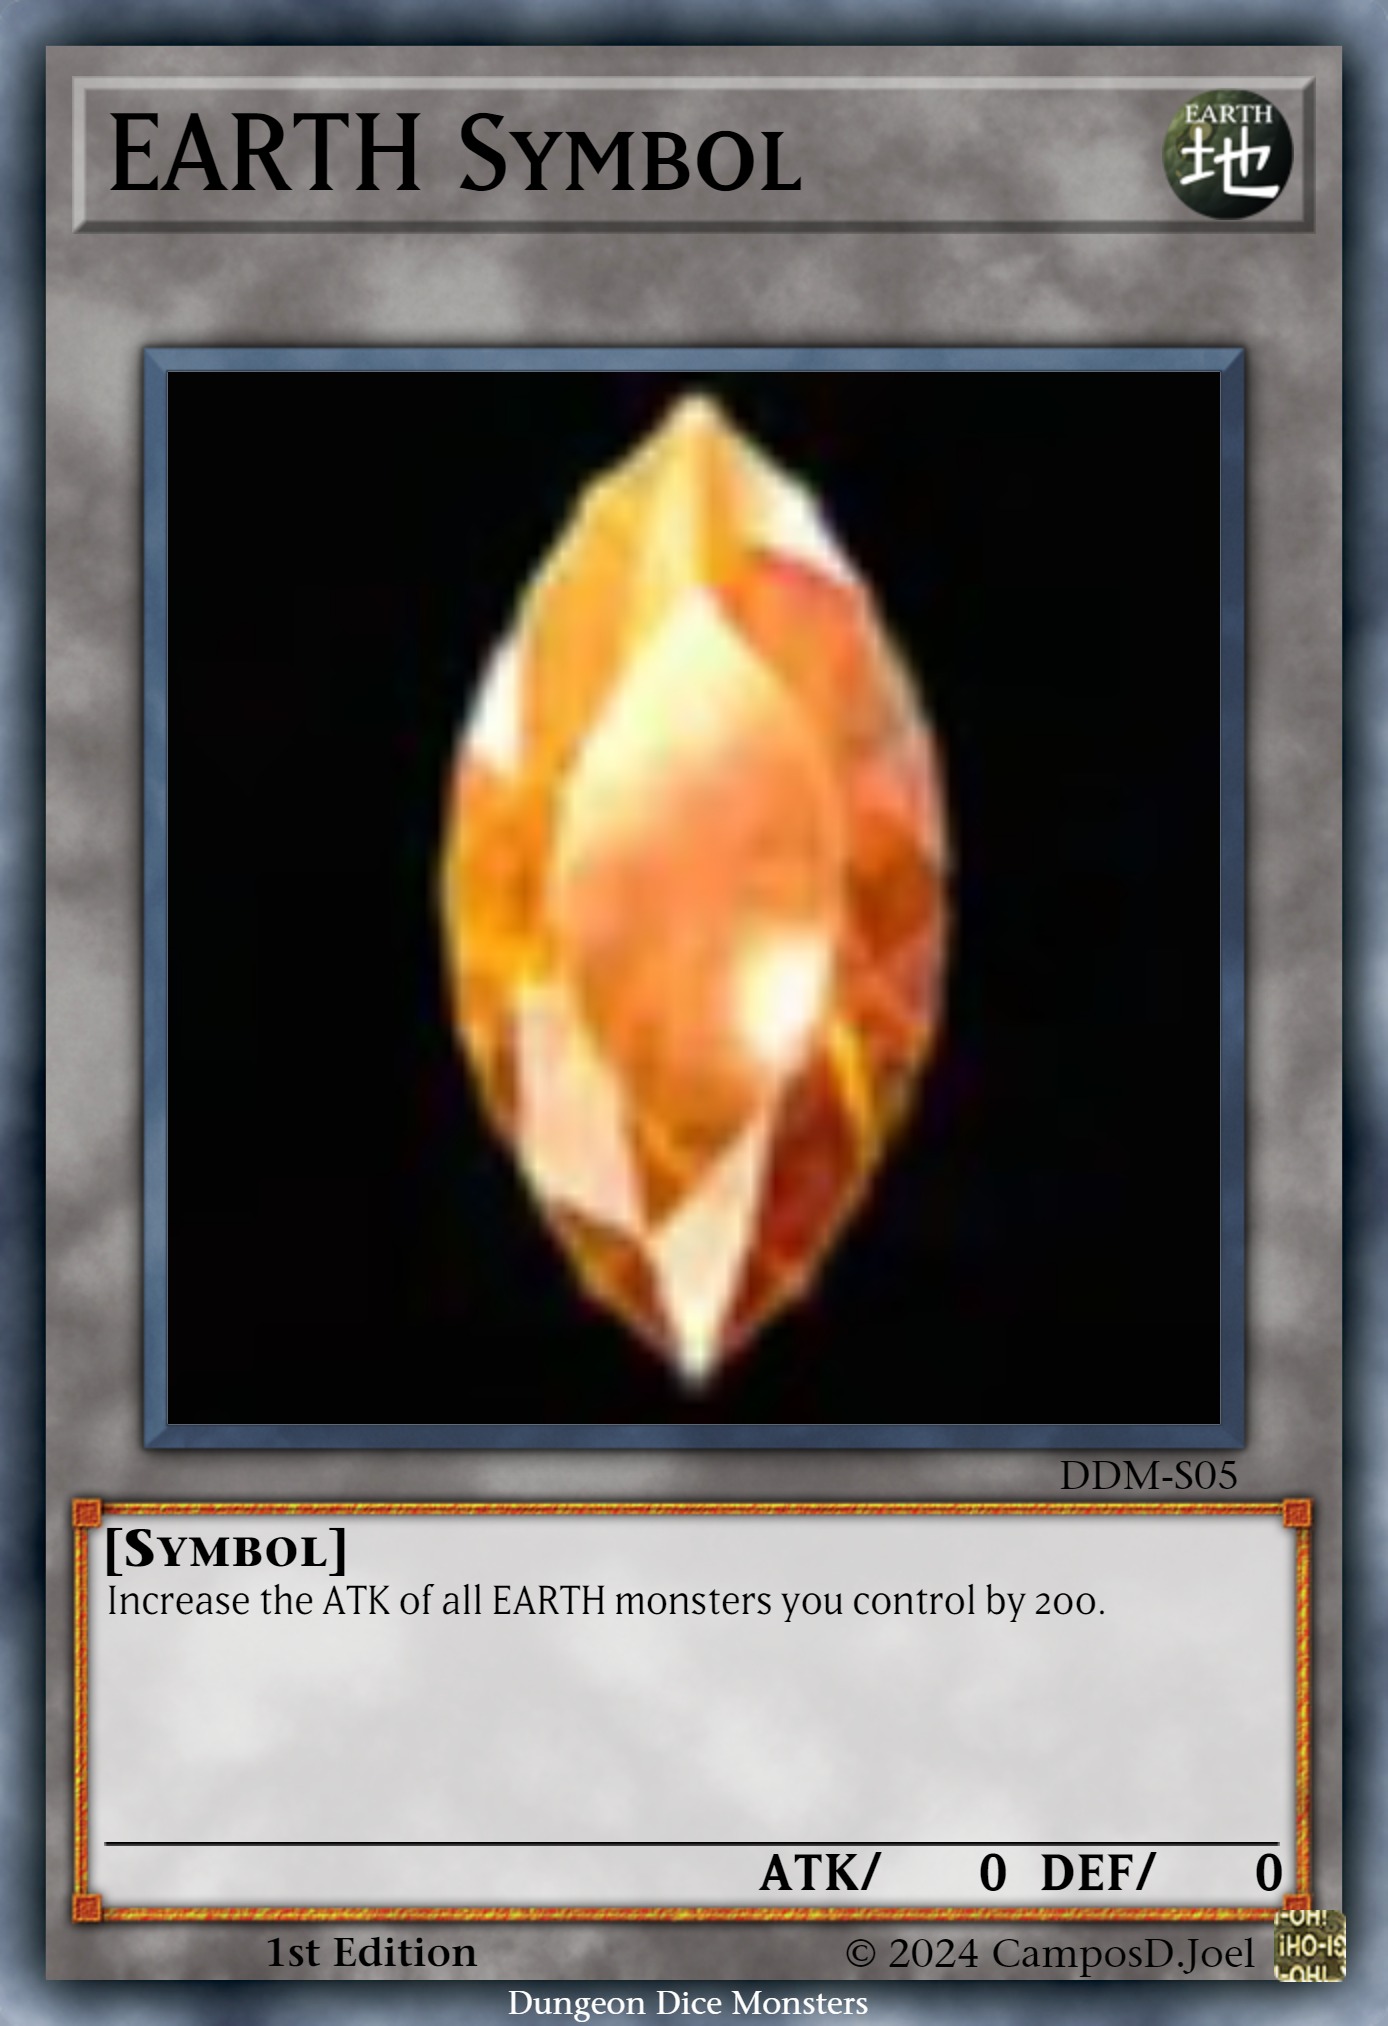 EARTH SYMBOL
EARTH
地
DDM-S05
[SYMBOL]
Increase the ATK of all EARTH monsters you control by 200.
ATK/ 0 DEF/ 0
1st Edition
© 2024 CamposD.Joel
Dungeon Dice Monsters